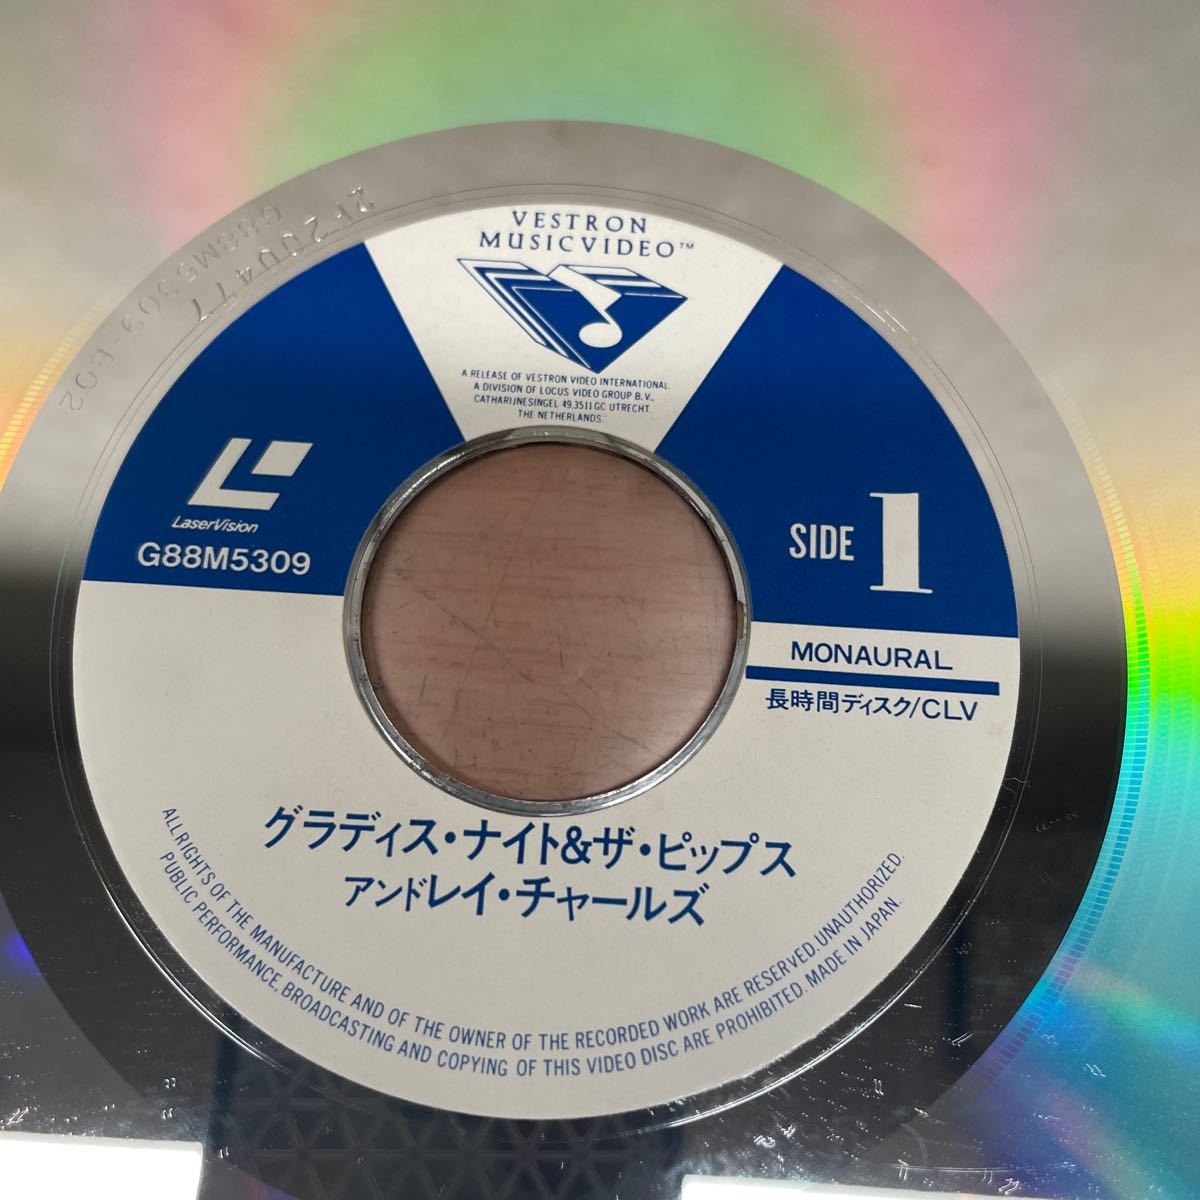 VESTRON
MUSICVIDEO™
A RELEASE OF VESTRON VIDEO INTERNATIONAL.
A DIVISION OF LOCUS VIDEO GROUP B.V.,
CATHARIJNESINGEL 49,3511 GC UTRECHT.
THE NETHERLANDS.
LaserVision
G88M5309
SIDE 1
MONAURAL
長時間ディスク/CLV
グラディス・ナイト&ザ・ピップス
アンドレイ・チャールズ
ALL RIGHTS OF THE MANUFACTURE AND OF THE OWNER OF THE RECORDED WORK ARE RESERVED. UNAUTHORIZED.
PUBLIC PERFORMANCE, BROADCASTING AND COPYING OF THIS VIDEO DISC ARE PROHIBITED. MADE IN JAPAN.